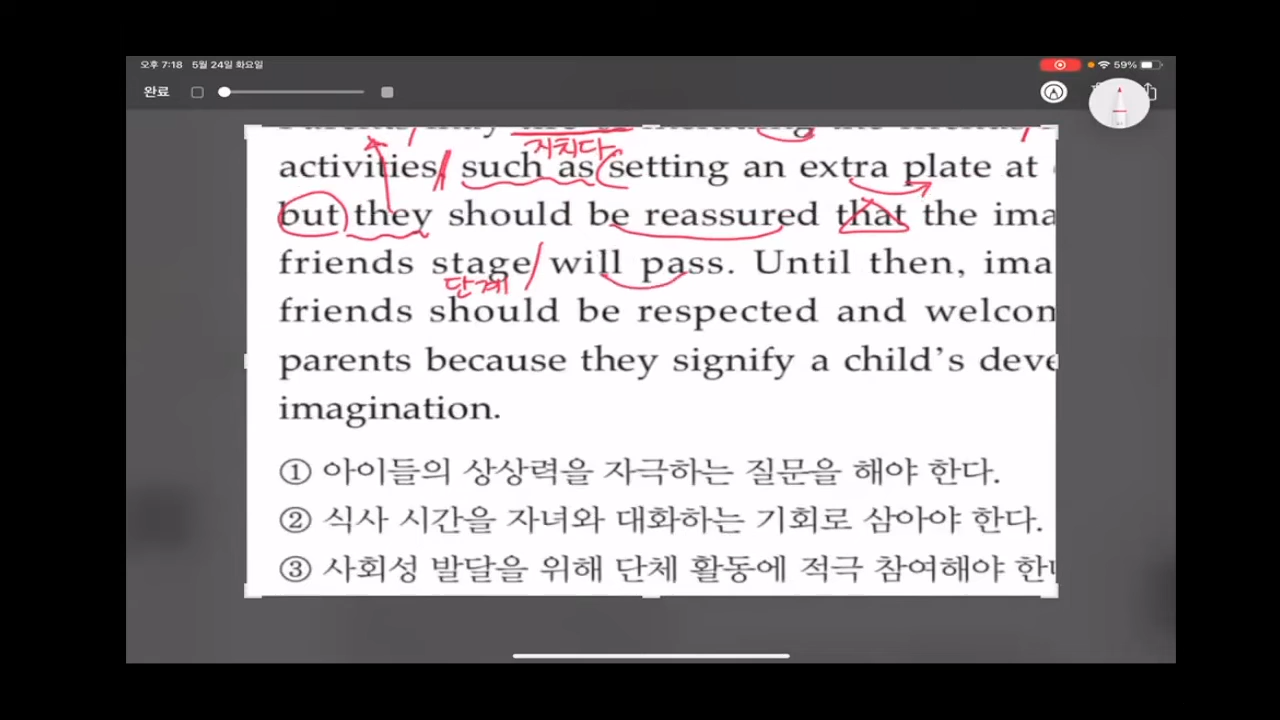 오후 7:18 5월 24일 화요일
59%
완료
지치다
activities, such as setting an extra plate at
but they should be reassured that the ima
friends stage will pass. Until then, ima
단계
friends should be respected and welcom
parents because they signify a child's deve
imagination.
① 아이들의 상상력을 자극하는 질문을 해야 한다.
② 식사 시간을 자녀와 대화하는 기회로 삼아야 한다.
③ 사회성 발달을 위해 단체 활동에 적극 참여해야 한